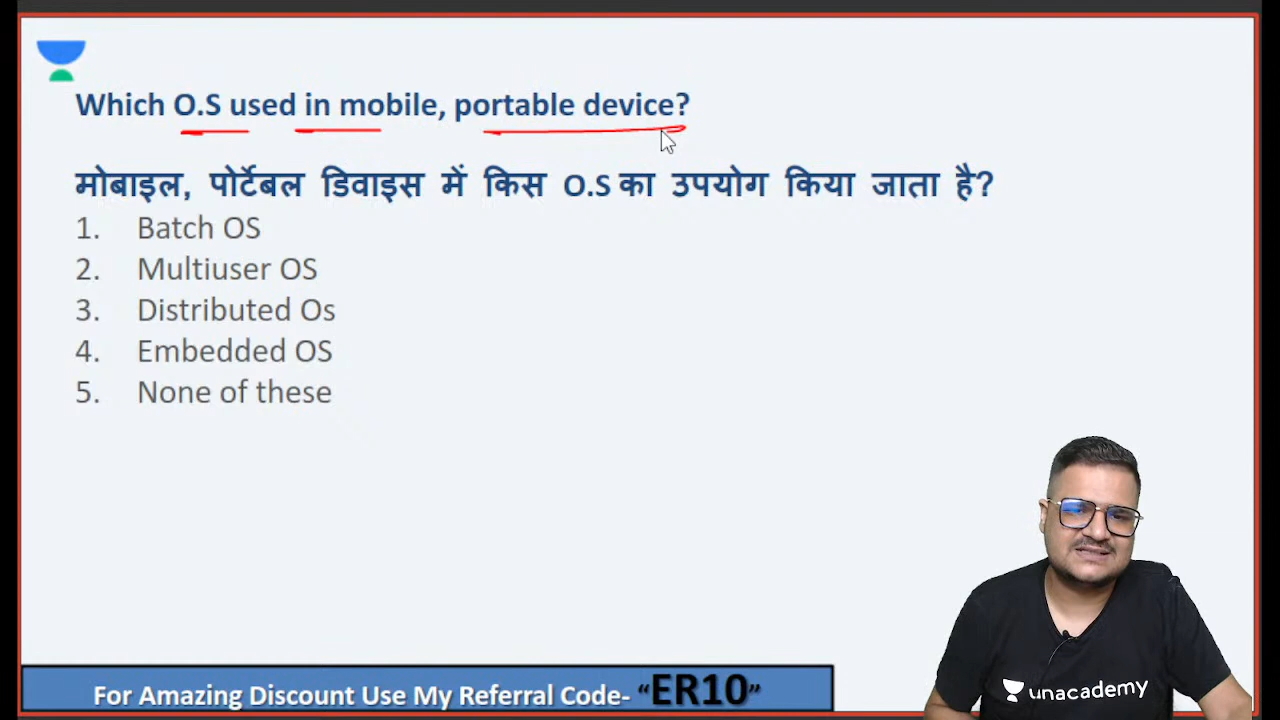 Which O.S used in mobile, portable device?
मोबाइल, पोर्टेबल डिवाइस में किस O.S का उपयोग किया जाता है?
1. Batch OS
2. Multiuser OS
3. Distributed Os
4. Embedded OS
5. None of these
unacademy
For Amazing Discount Use My Referral Code- “ER10”